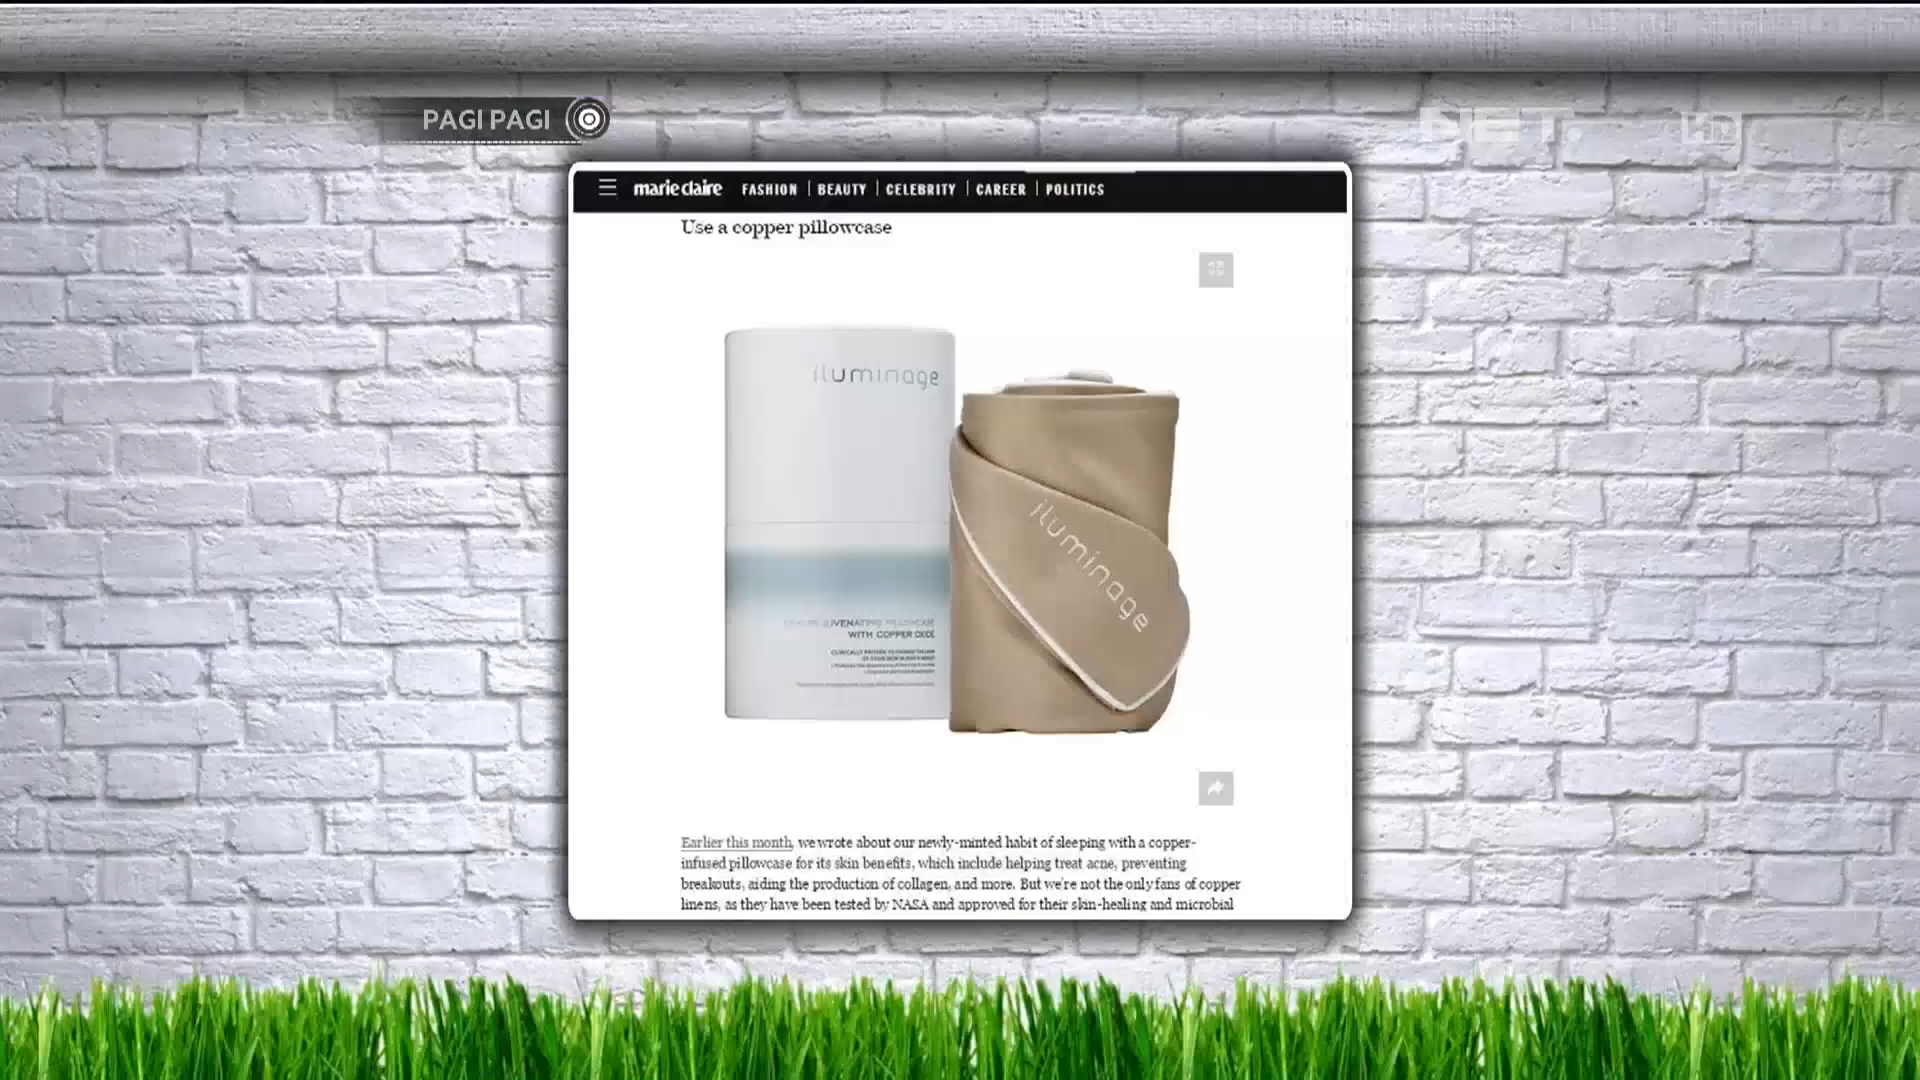 PAGI PAGI
NET.
HD
marie claire FASHION BEAUTY CELEBRITY CAREER POLITICS
Use a copper pillowcase
iluminage
iluminage
WITH COPPER OXIDE
Earlier this month, we wrote about our newly-minted habit of sleeping with a copper-
infused pillowcase for its skin benefits, which include helping treat acne, preventing
breakouts, aiding the production of collagen, and more. But we're not the only fans of copper
linens, as they have been tested by NASA and approved for their skin-healing and microbial